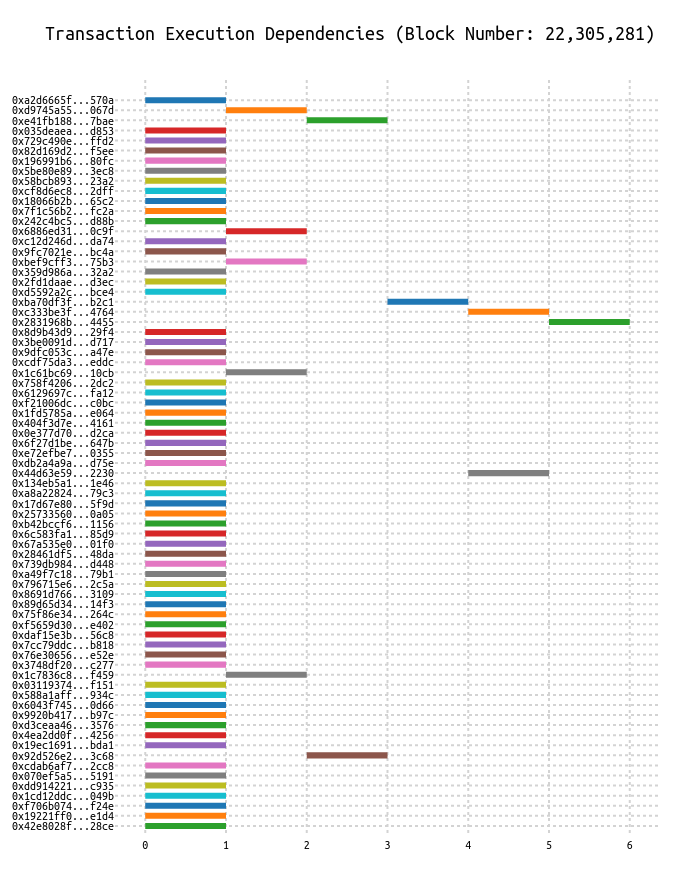 Transaction Execution Dependencies (Block Number: 22,305,281)
0xa2d6665f...570a
0xd9745a55...067d
0xe41fb188...7bae
0x035deaea...d853
0x729c490e...ffd2
0x82d169d2...f5ee
0x196991b6...80fc
0x5be80e89...3ec8
0x58bcb893...23a2
0xcf8d6ec8...2dff
0x18066b2b...65c2
0x7f1c56b2...fc2a
0x242c4bc5...d88b
0x6886ed31...0c9f
0xc12d246d...da74
0x9fc7021e...bc4a
0xbef9cff3...75b3
0x359d986a...32a2
0x2fd1daae...d3ec
0xd5592a2c...bce4
0xba70df3f...b2c1
0xc333be3f...4764
0x2831968b...4455
0x8d9b43d9...29f4
0x3be0091d...d717
0x9dfc053c...a47e
0xcdf75da3...eddc
0x1c61bc69...10cb
0x758f4206...2dc2
0x6129697c...fa12
0xf21006dc...c0bc
0x1fd5785a...e064
0x404f3d7e...4161
0x0e377d70...d2ca
0x6f27d1be...647b
0xe72efbe7...0355
0xdb2a4a9a...d75e
0x44d63e59...2230
0x134eb5a1...1e46
0xa8a22824...79c3
0x17d67e80...5f9d
0x25733560...0a05
0xb42bccf6...1156
0x6c583fa1...85d9
0x67a535e0...01f0
0x28461df5...48da
0x739db984...d448
0xa49f7c18...79b1
0x796715e6...2c5a
0x8691d766...3109
0x89d65d34...14f3
0x75f86e34...264c
0xf5659d30...e402
0xdaf15e3b...56c8
0x7cc79ddc...b818
0x76e30656...e52e
0x3748df20...c277
0x1c7836c8...f459
0x03119374...f151
0x588a1aff...934c
0x6043f745...0d66
0x9920b417...b97c
0xd3ceaa46...3576
0x4ea2dd0f...4256
0x19ec1691...bda1
0x92d526e2...3c68
0xcdab6af7...2cc8
0x070ef5a5...5191
0xdd914221...c935
0x1cd12ddc...049b
0xf706b074...f24e
0x19221ff0...e1d4
0x42e8028f...28ce
0 1 2 3 4 5 6